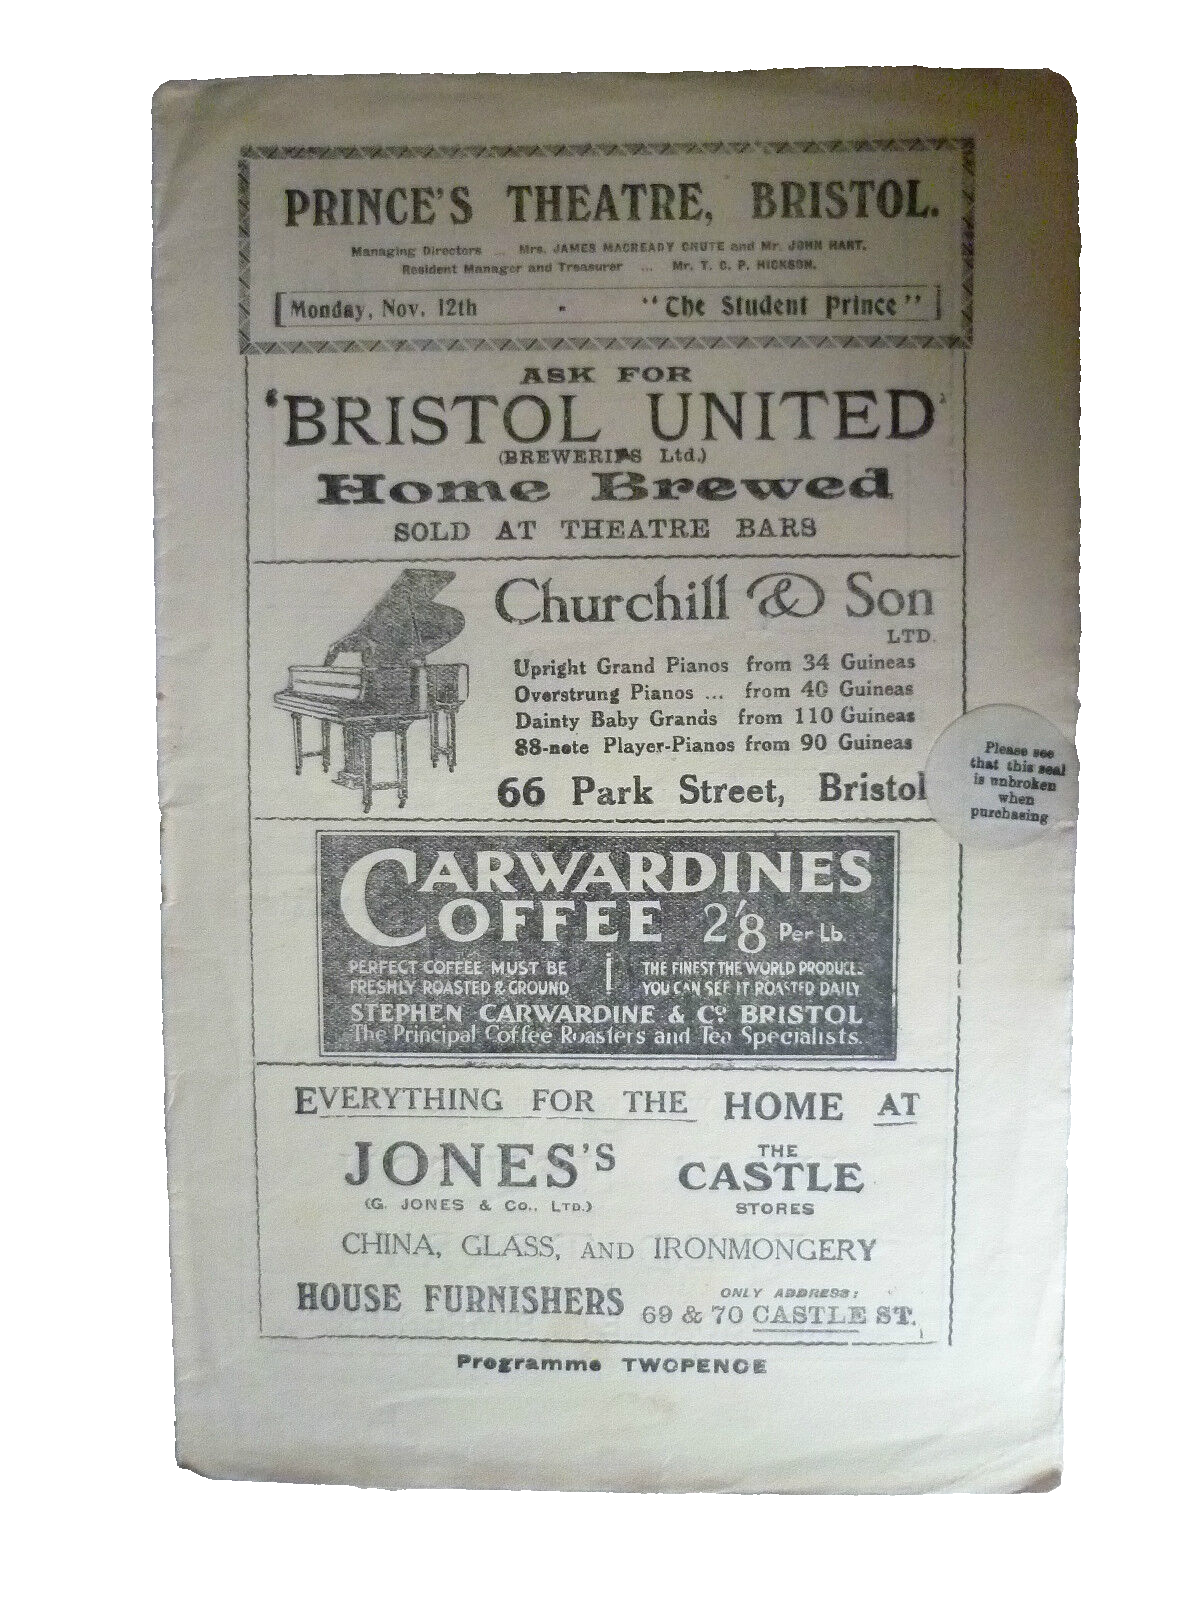 PRINCE'S THEATRE, BRISTOL.
Managing Directors ... Mrs. JAMES MACREADY CHUTE and Mr. JOHN HART.
Resident Manager and Treasurer ... Mr. T. C. P. HICKSON.
Monday, Nov. 12th - "The Student Prince"
ASK FOR
'BRISTOL UNITED'
(BREWERIES Ltd.)
Home Brewed
SOLD AT THEATRE BARS
Churchill & Son
LTD.
Upright Grand Pianos from 34 Guineas
Overstrung Pianos ... from 40 Guineas
Dainty Baby Grands from 110 Guineas
88-note Player-Pianos from 90 Guineas
66 Park Street, Bristol
Please see
that this seal
is unbroken
when
purchasing
CARWARDINES
COFFEE 2/8 Per Lb.
PERFECT COFFEE MUST BE
FRESHLY ROASTED & GROUND
THE FINEST THE WORLD PRODUCES
YOU CAN SEE IT ROASTED DAILY
STEPHEN CARWARDINE & Co. BRISTOL
The Principal Coffee Roasters and Tea Specialists.
EVERYTHING FOR THE HOME AT
JONES'S
(G. JONES & Co., LTD.)
THE
CASTLE
STORES
CHINA, GLASS, AND IRONMONGERY
HOUSE FURNISHERS
ONLY ADDRESS:
69 & 70 CASTLE ST.
Programme TWOPENCE